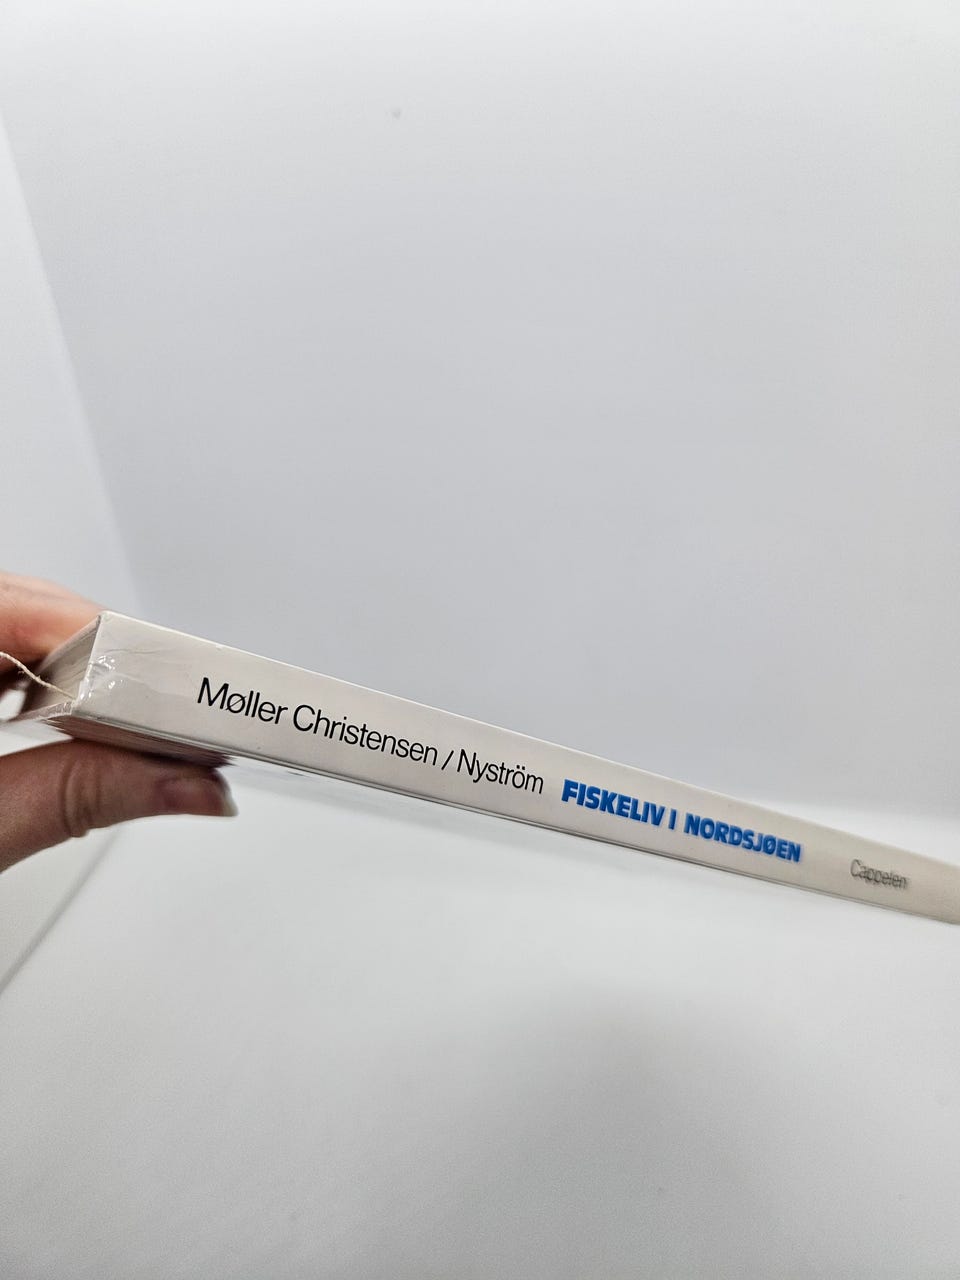 Møller Christensen / Nyström FISKELIV I NORDSJØEN Cappelen